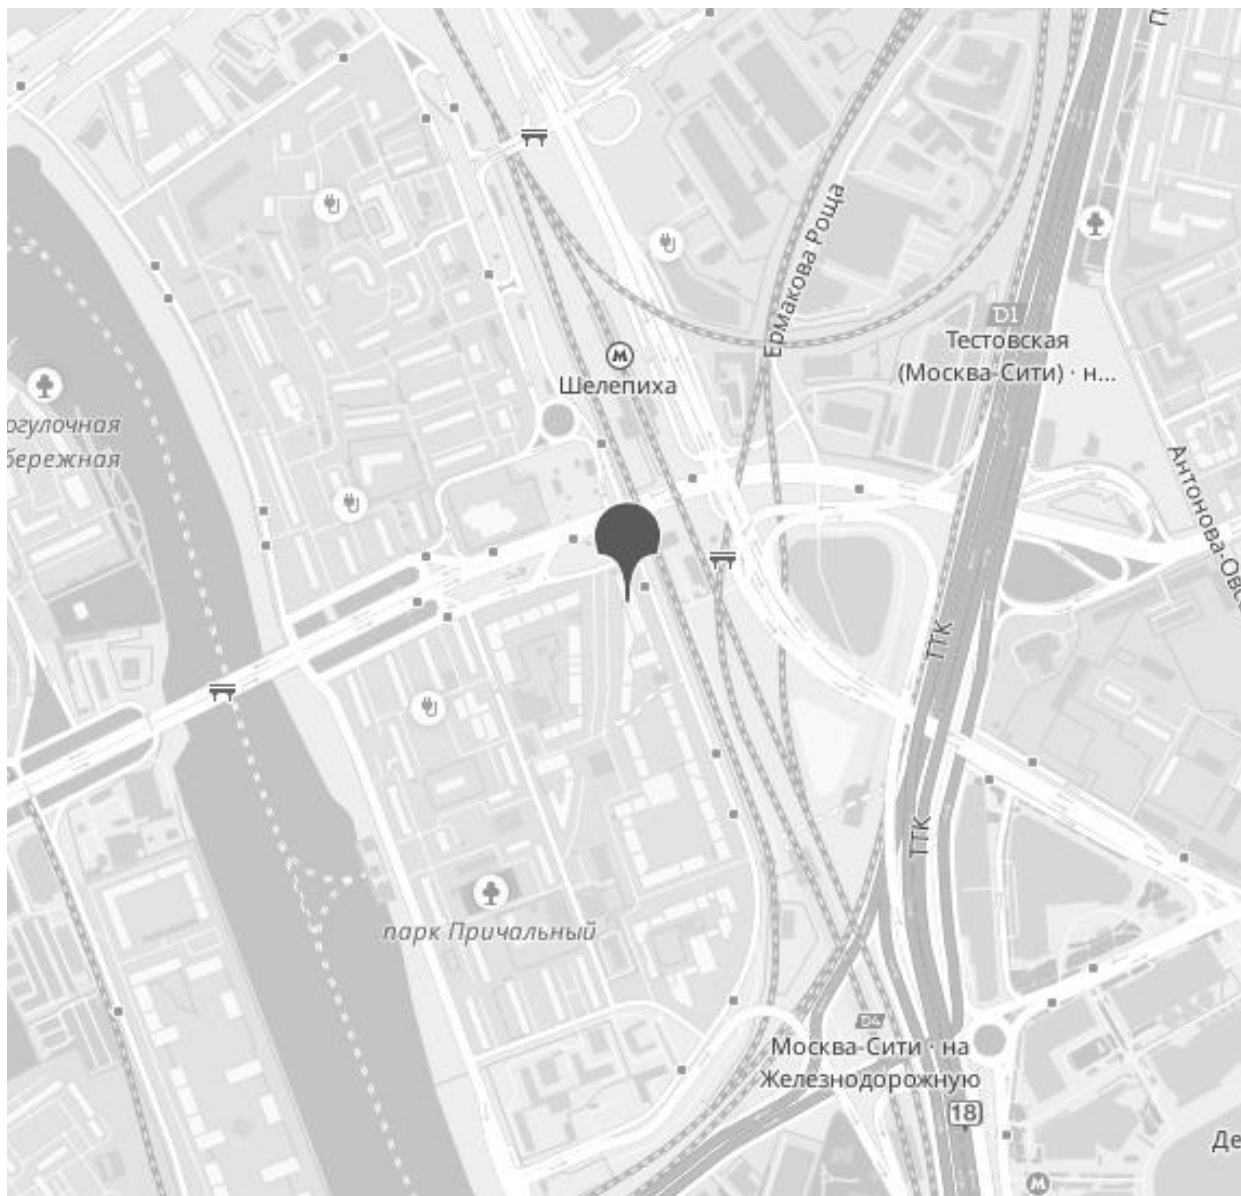 П
Ермакова Роща
D1
Тестовская
(Москва-Сити) · н...
М
Шелепиха
огулочная
бережная
Антонова-Овсе
ТТК
ТТК
парк Причальный
D4
Москва-Сити · на
Железнодорожную
18
Де
М